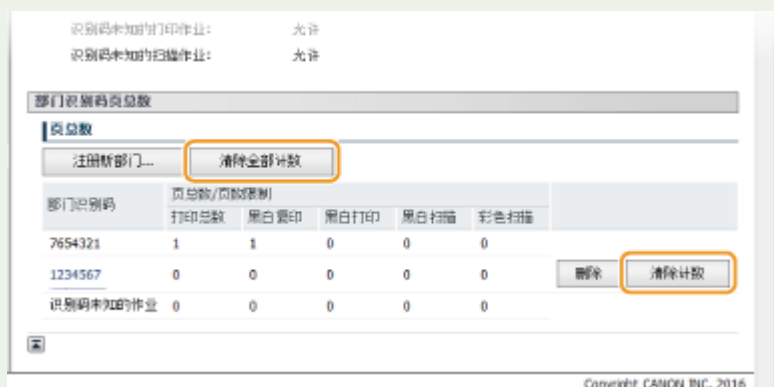 识别码未知的打印作业： 允许
识别码未知的扫描作业： 允许
部门识别码页总数
页总数
注册新部门... 清除全部计数
部门识别码 页总数/页数限制
打印总数 黑白复印 黑白打印 黑白扫描 彩色扫描
7654321 1 1 0 0 0
1234567 0 0 0 0 0 删除 清除计数
识别码未知的作业 0 0 0 0 0
Copyright CANON INC. 2016